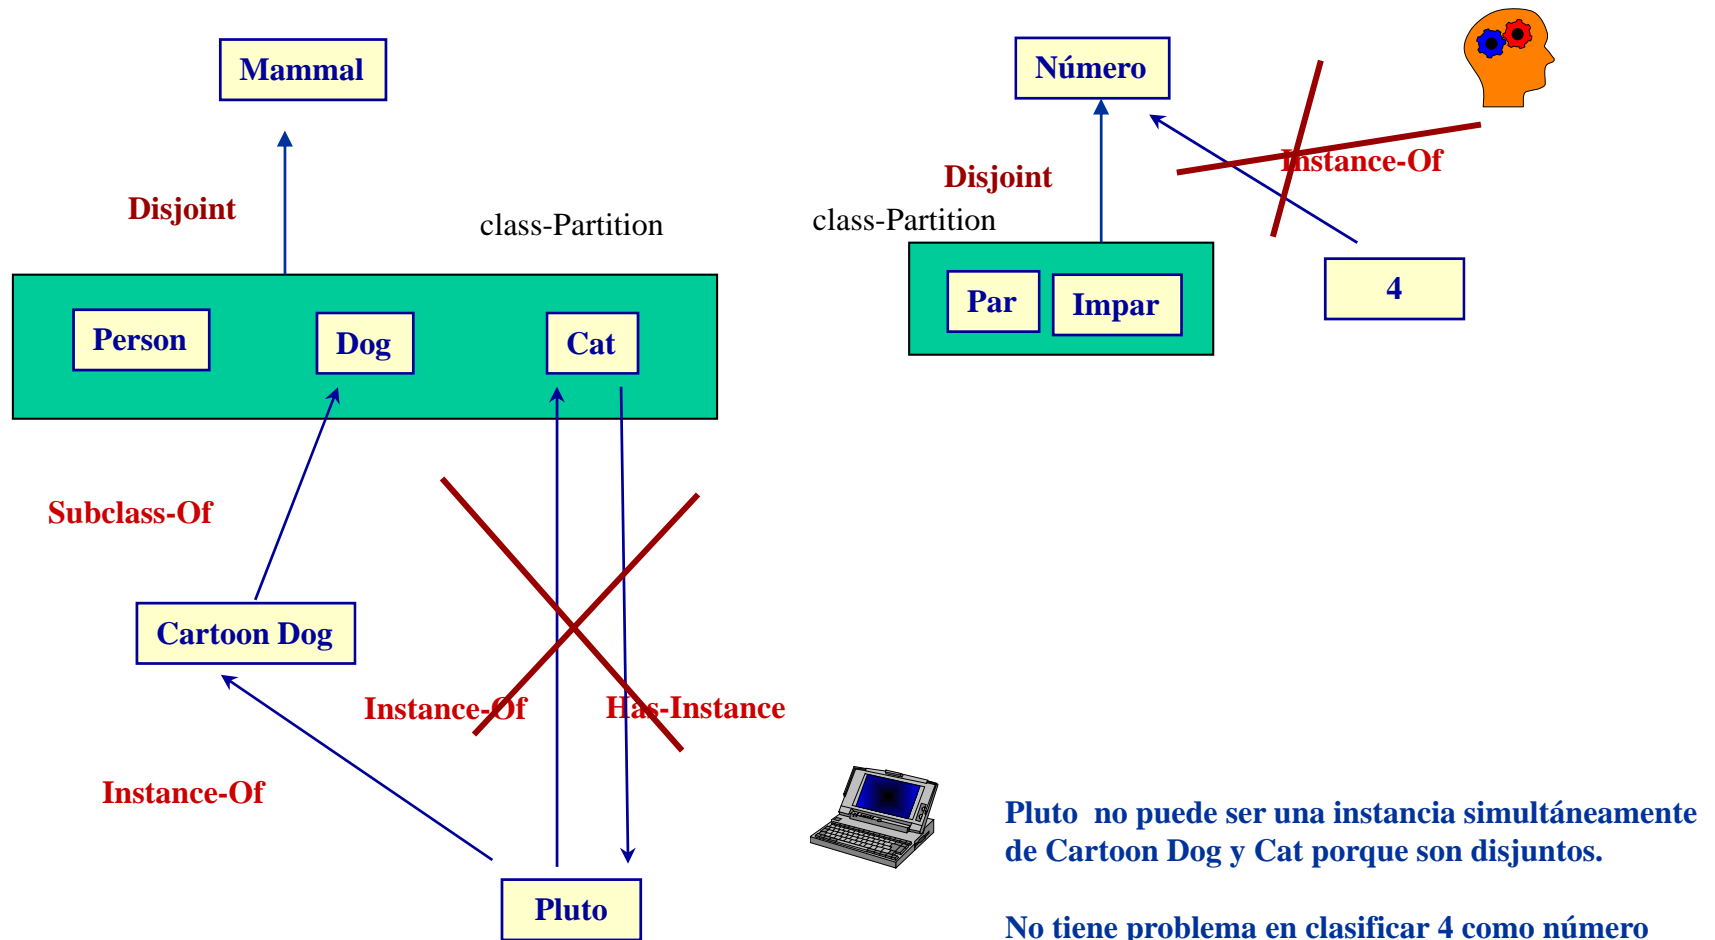 Mammal
Disjoint
class-Partition
Person
Dog
Cat
Subclass-Of
Cartoon Dog
Instance-Of
Has-Instance
Instance-Of
Pluto
Número
Instance-Of
Disjoint
class-Partition
Par
Impar
4
Pluto no puede ser una instancia simultáneamente
de Cartoon Dog y Cat porque son disjuntos.
No tiene problema en clasificar 4 como número